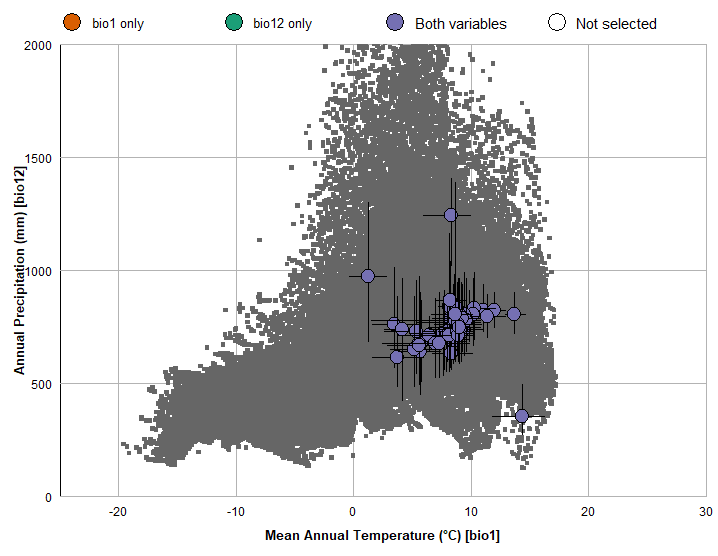 bio1 only bio12 only Both variables Not selected
2000
1500
1000
500
0
Annual Precipitation (mm) [bio12]
-20 -10 0 10 20 30
Mean Annual Temperature (°C) [bio1]